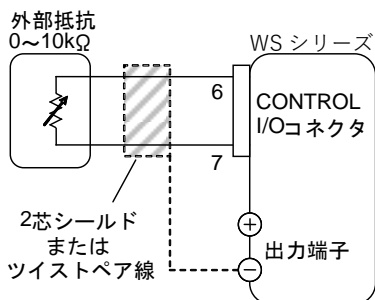 外部抵抗
0～10kΩ
WS シリーズ
6
CONTROL
I/Oコネクタ
7
2芯シールド
または
ツイストペア線
+
出力端子
−